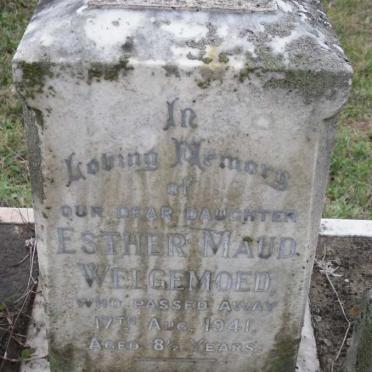 In
Loving Memory
of
OUR DEAR DAUGHTER
ESTHER MAUD
WELGEMOED
WHO PASSED AWAY
17TH AUG. 1941.
AGED 8½ YEARS.